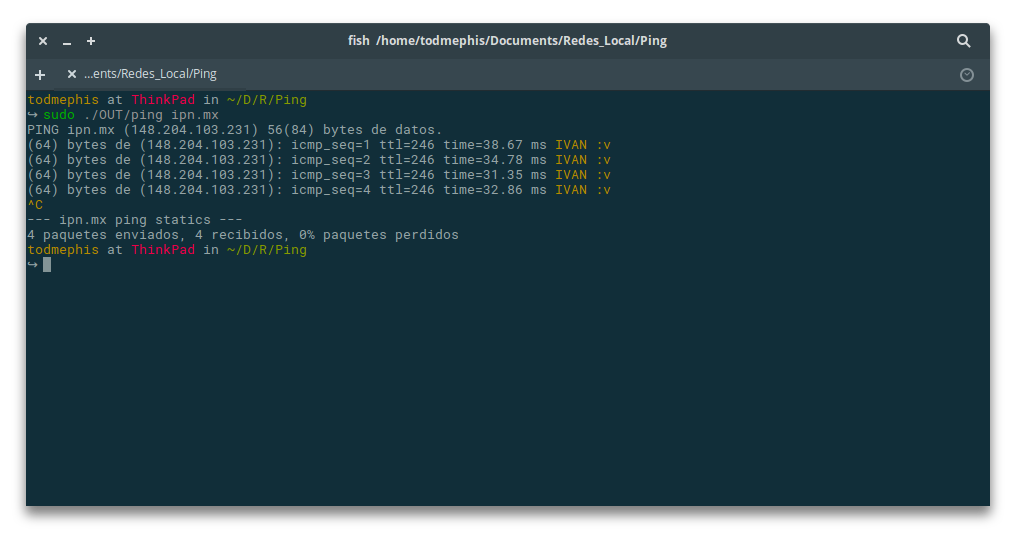 fish /home/todmephis/Documents/Redes_Local/Ping
...ents/Redes_Local/Ping
todmephis at ThinkPad in ~/D/R/Ping
↪ sudo ./OUT/ping ipn.mx
PING ipn.mx (148.204.103.231) 56(84) bytes de datos.
(64) bytes de (148.204.103.231): icmp_seq=1 ttl=246 time=38.67 ms IVAN :v
(64) bytes de (148.204.103.231): icmp_seq=2 ttl=246 time=34.78 ms IVAN :v
(64) bytes de (148.204.103.231): icmp_seq=3 ttl=246 time=31.35 ms IVAN :v
(64) bytes de (148.204.103.231): icmp_seq=4 ttl=246 time=32.86 ms IVAN :v
^C
--- ipn.mx ping statics ---
4 paquetes enviados, 4 recibidos, 0% paquetes perdidos
todmephis at ThinkPad in ~/D/R/Ping
↪